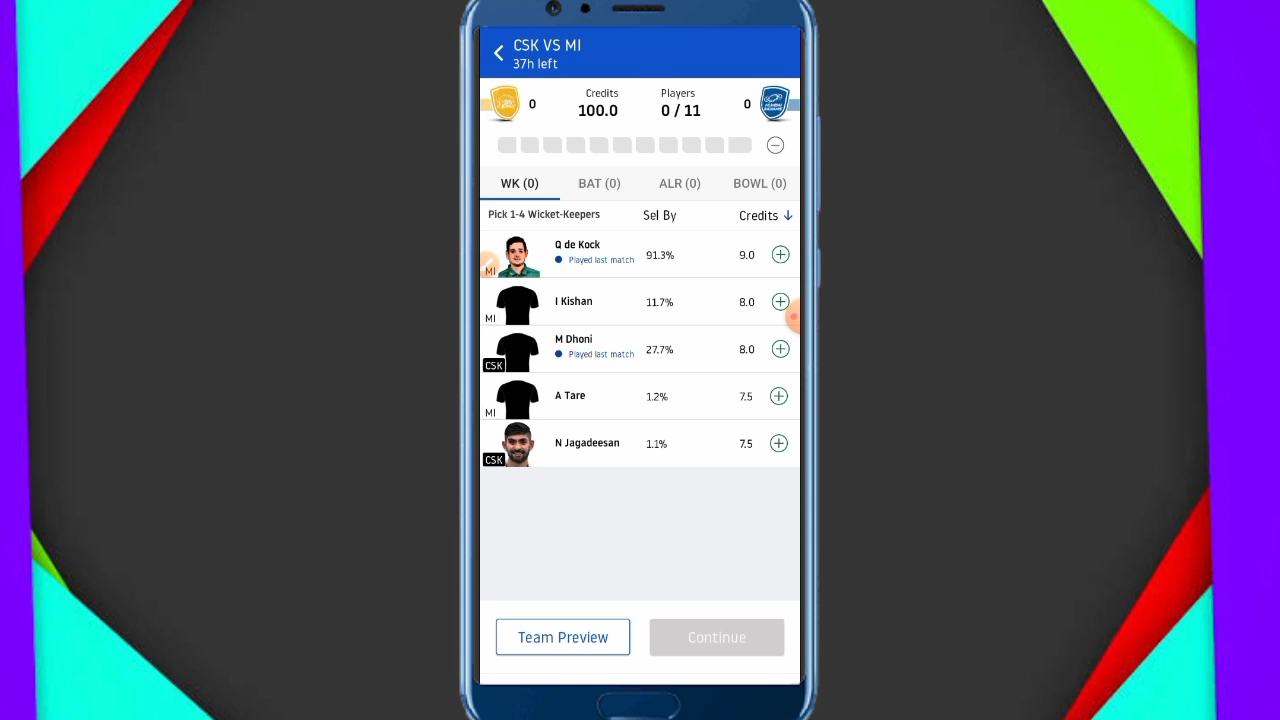 CSK VS MI
37h left
0
Credits
100.0
Players
0 / 11
0
WK (0)
BAT (0)
ALR (0)
BOWL (0)
Pick 1-4 Wicket-Keepers
Sel By
Credits
MI
Q de Kock
Played last match
91.3%
9.0
MI
I Kishan
11.7%
8.0
CSK
M Dhoni
Played last match
27.7%
8.0
MI
A Tare
1.2%
7.5
CSK
N Jagadeesan
1.1%
7.5
Team Preview
Continue